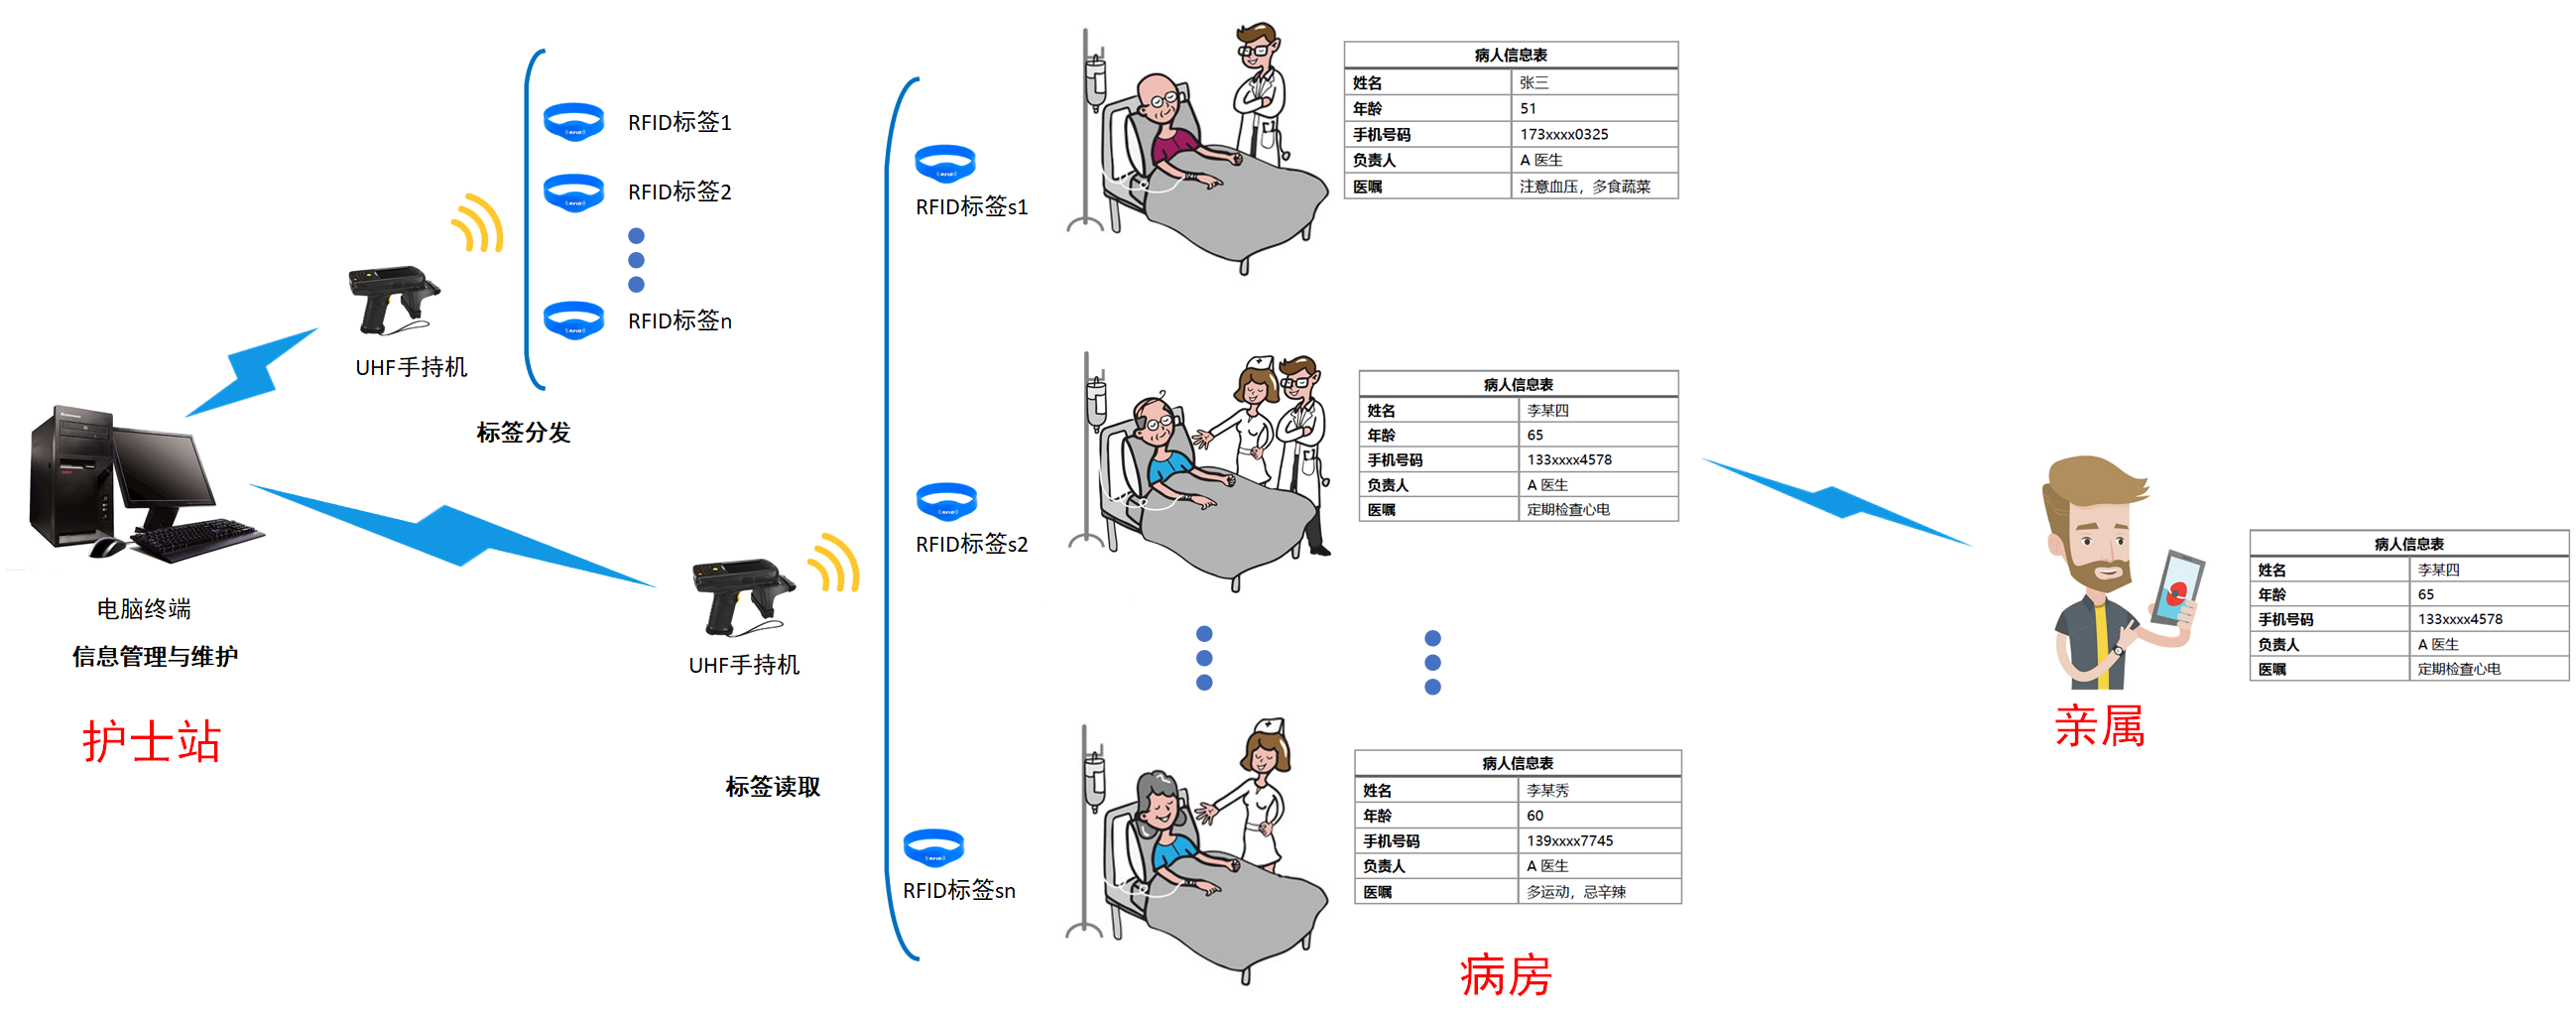 RFID标签1
RFID标签2
RFID标签n
UHF手持机
标签分发
电脑终端
信息管理与维护
护士站
UHF手持机
标签读取
RFID标签s1
RFID标签s2
RFID标签sn
病人信息表
姓名 张三
年龄 51
手机号码 173xxxx0325
负责人 A 医生
医嘱 注意血压，多食蔬菜
病人信息表
姓名 李某四
年龄 65
手机号码 133xxxx4578
负责人 A 医生
医嘱 定期检查心电
病人信息表
姓名 李某秀
年龄 60
手机号码 139xxxx7745
负责人 A 医生
医嘱 多运动，忌辛辣
病房
亲属
病人信息表
姓名 李某四
年龄 65
手机号码 133xxxx4578
负责人 A 医生
医嘱 定期检查心电